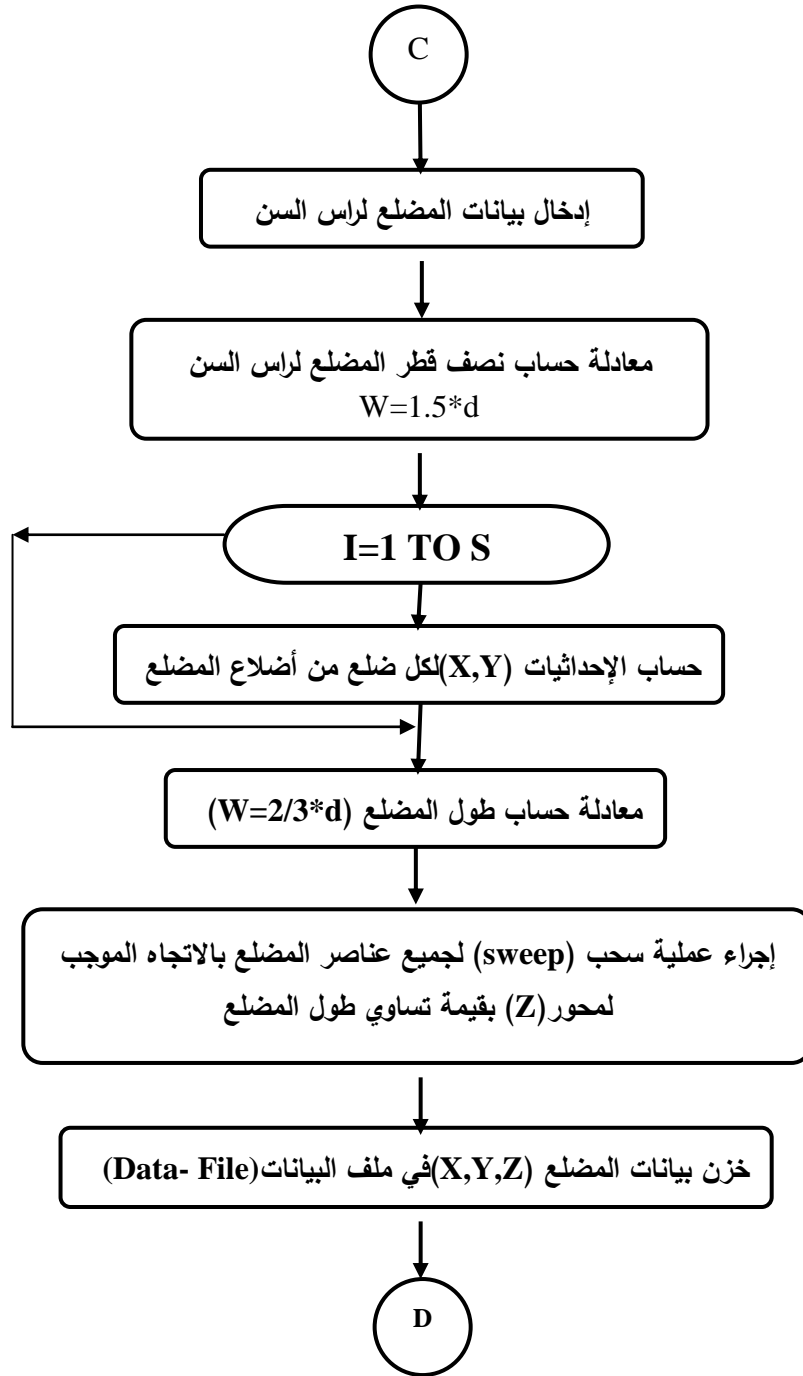 C
إدخال بيانات المضلع لراس السن
معادلة حساب نصف قطر المضلع لراس السن
W=1.5*d
I=1 TO S
حساب الإحداثيات (X,Y)لكل ضلع من أضلاع المضلع
معادلة حساب طول المضلع (W=2/3*d)
إجراء عملية سحب (sweep) لجميع عناصر المضلع بالاتجاه الموجب
لمحور(Z) بقيمة تساوي طول المضلع
خزن بيانات المضلع (X,Y,Z)في ملف البيانات(Data- File)
D